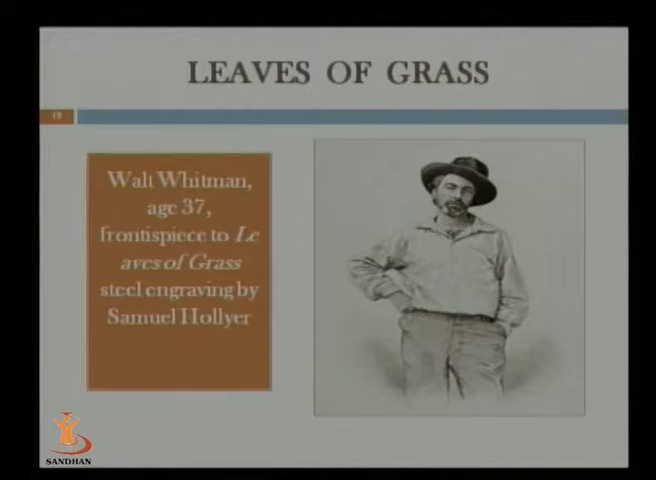 LEAVES OF GRASS
Walt Whitman,
age 37,
frontispiece to Le
aves of Grass
steel engraving by
Samuel Hollyer
SANDHAN